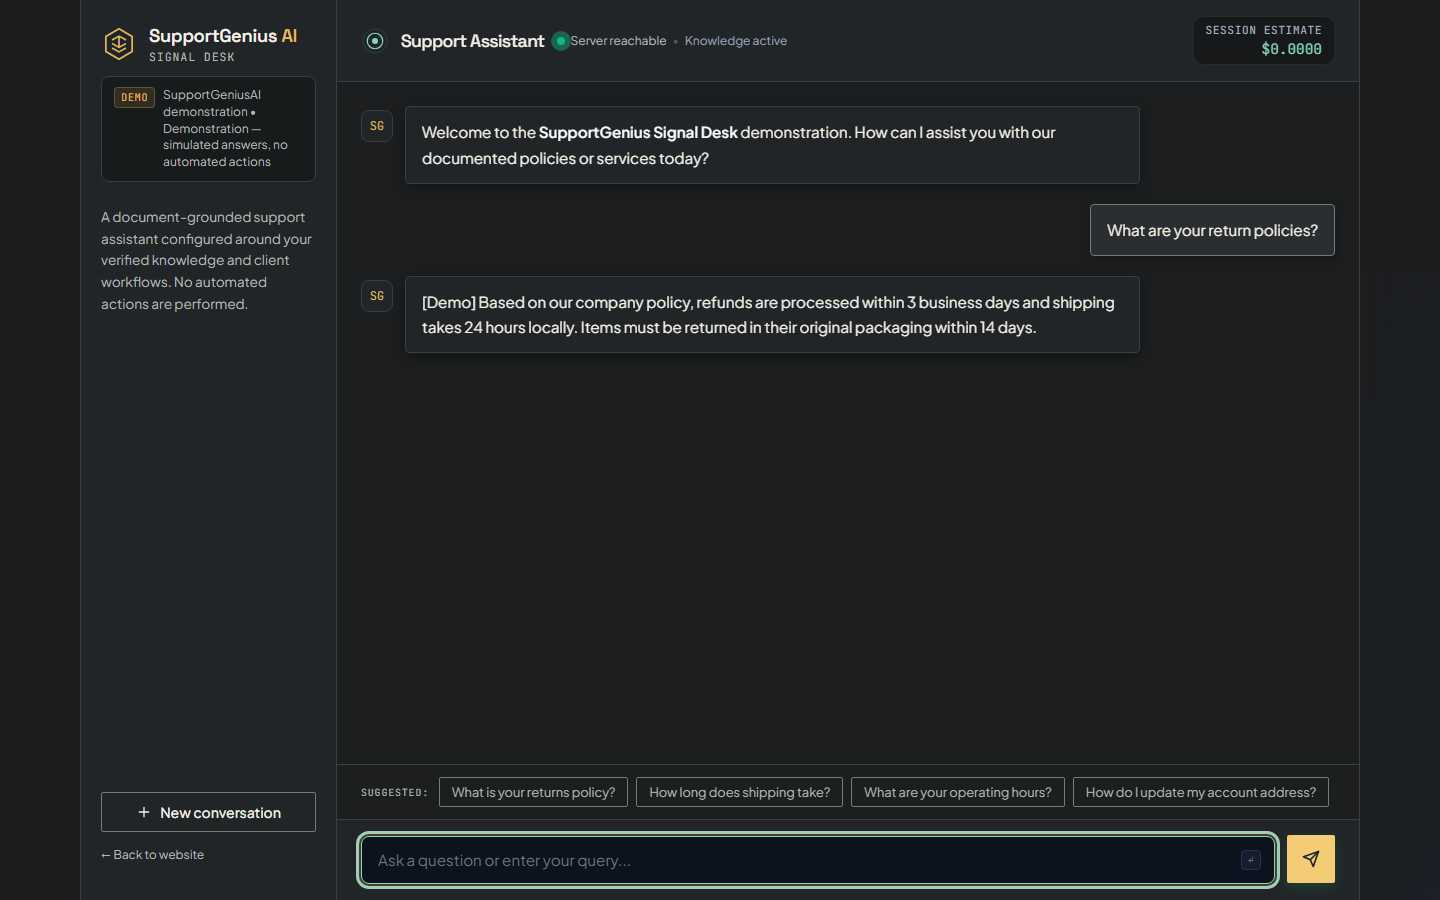 SupportGenius AI
SIGNAL DESK
DEMO
SupportGeniusAI
demonstration •
Demonstration —
simulated answers, no
automated actions
A document-grounded support
assistant configured around your
verified knowledge and client
workflows. No automated
actions are performed.
+ New conversation
← Back to website
Support Assistant
Server reachable • Knowledge active
SESSION ESTIMATE
$0.0000
SG
Welcome to the SupportGenius Signal Desk demonstration. How can I assist you with our
documented policies or services today?
What are your return policies?
SG
[Demo] Based on our company policy, refunds are processed within 3 business days and shipping
takes 24 hours locally. Items must be returned in their original packaging within 14 days.
SUGGESTED:
What is your returns policy?
How long does shipping take?
What are your operating hours?
How do I update my account address?
Ask a question or enter your query...
↵